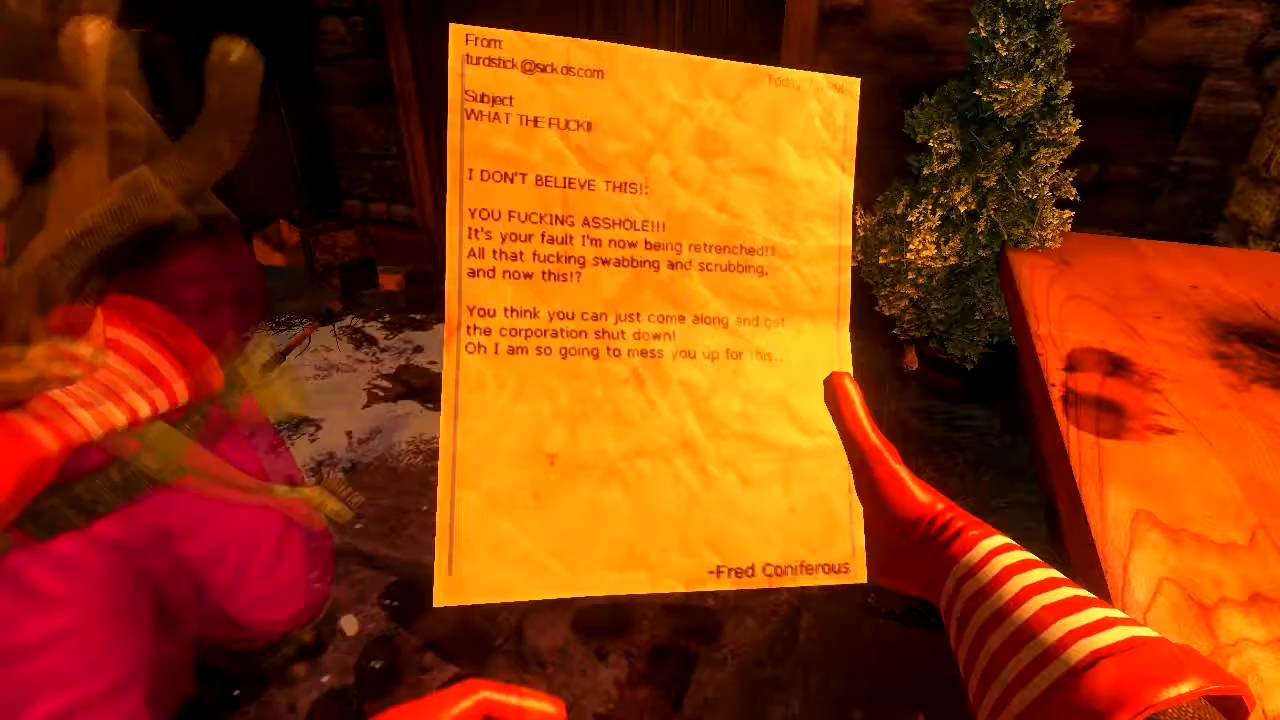 From:
turdstick@sickos.com
Today,
Subject
WHAT THE FUCK!!
I DON'T BELIEVE THIS!:
YOU FUCKING ASSHOLE!!!
It's your fault I'm now being retrenched!!
All that fucking swabbing and scrubbing,
and now this!?
You think you can just come along and get
the corporation shut down!
Oh I am so going to mess you up for this..
-Fred Coniferous